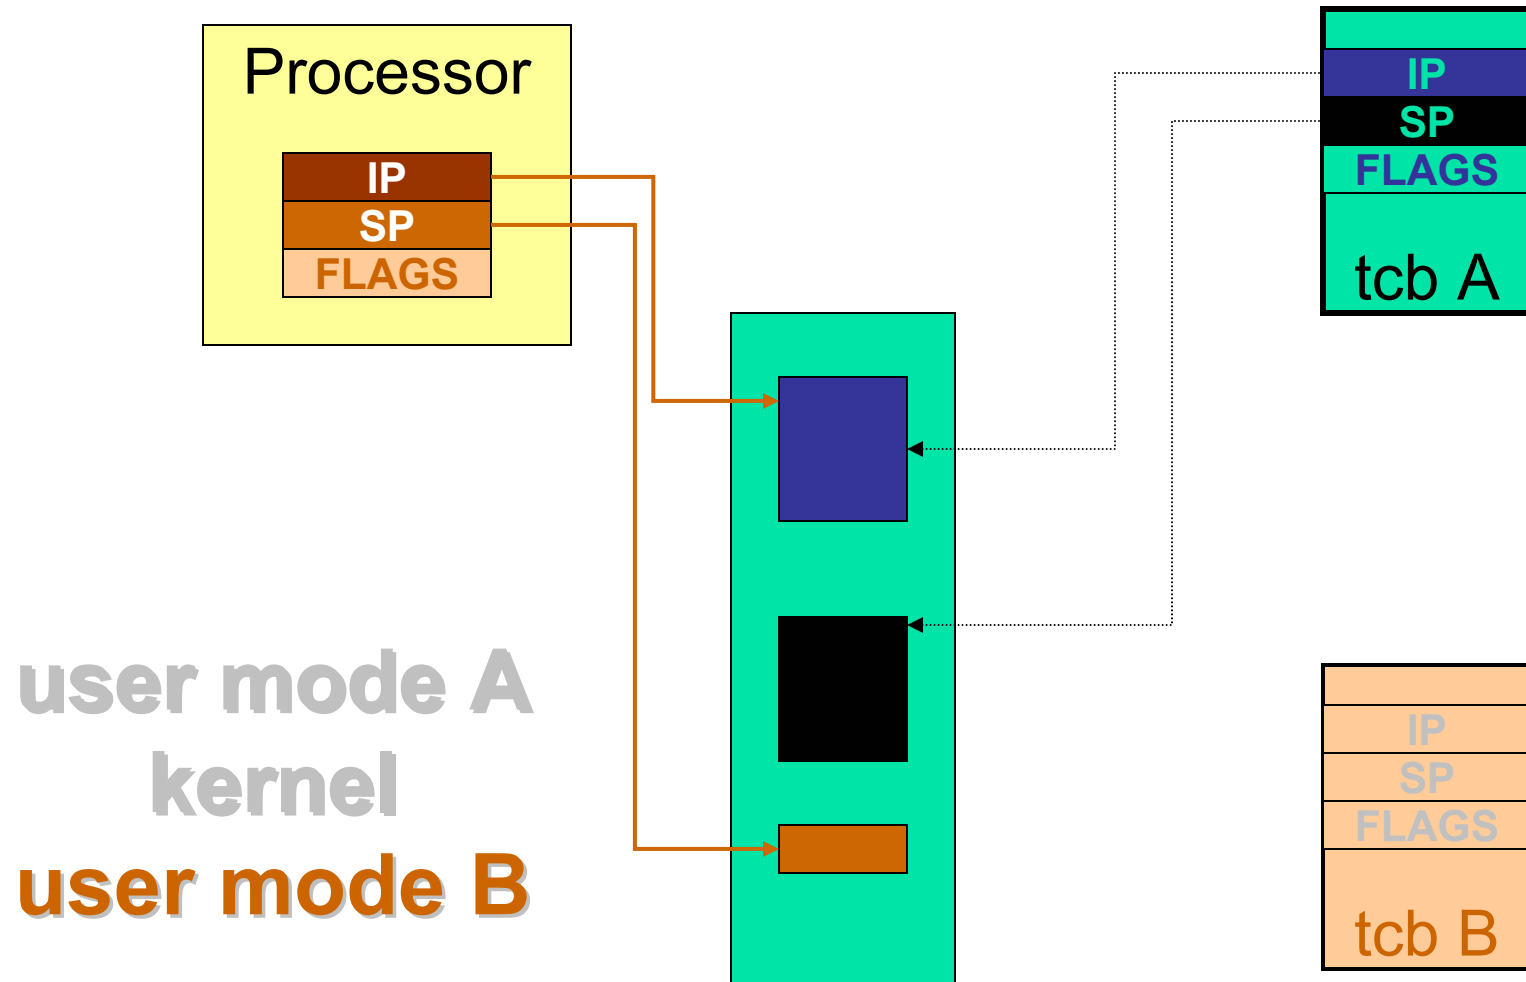 Processor
IP
SP
FLAGS
IP
SP
FLAGS
tcb A
user mode A
kernel
user mode B
IP
SP
FLAGS
tcb B